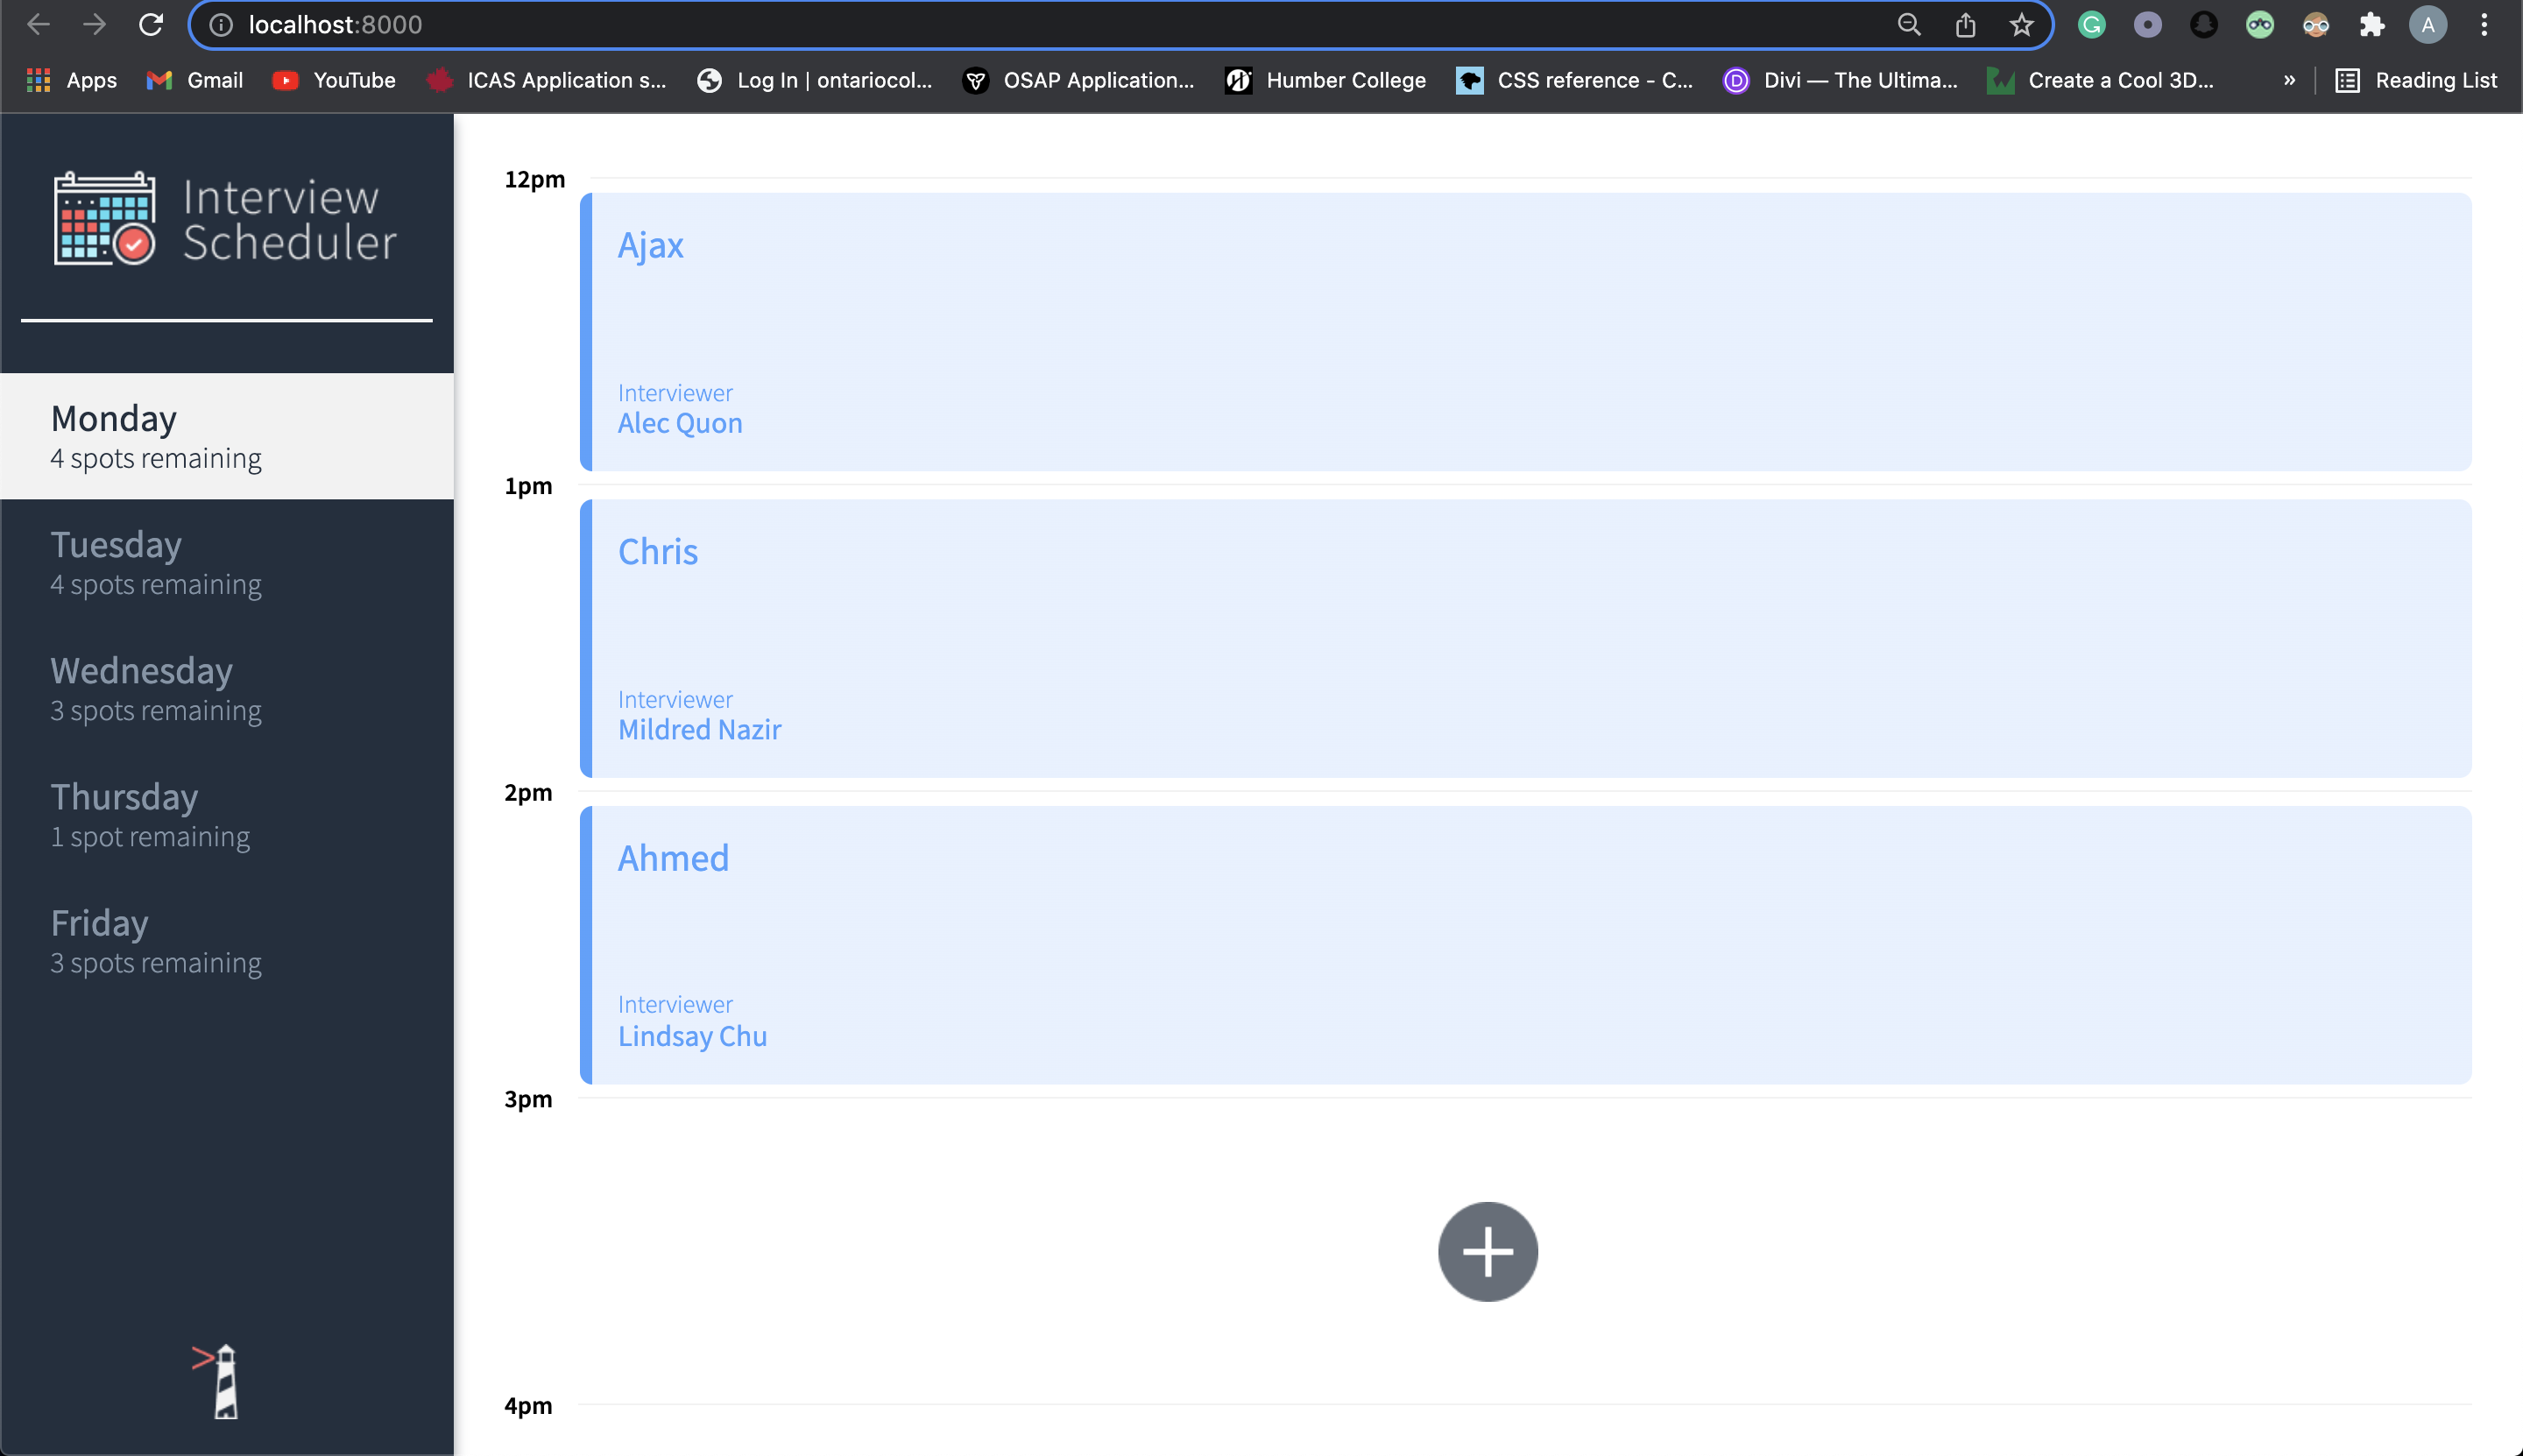 localhost:8000
Apps Gmail YouTube ICAS Application s... Log In | ontariocol... OSAP Application... Humber College CSS reference - C... Divi — The Ultima... Create a Cool 3D... » Reading List
Interview
Scheduler
Monday
4 spots remaining
Tuesday
4 spots remaining
Wednesday
3 spots remaining
Thursday
1 spot remaining
Friday
3 spots remaining
12pm
Ajax
Interviewer
Alec Quon
1pm
Chris
Interviewer
Mildred Nazir
2pm
Ahmed
Interviewer
Lindsay Chu
3pm
4pm